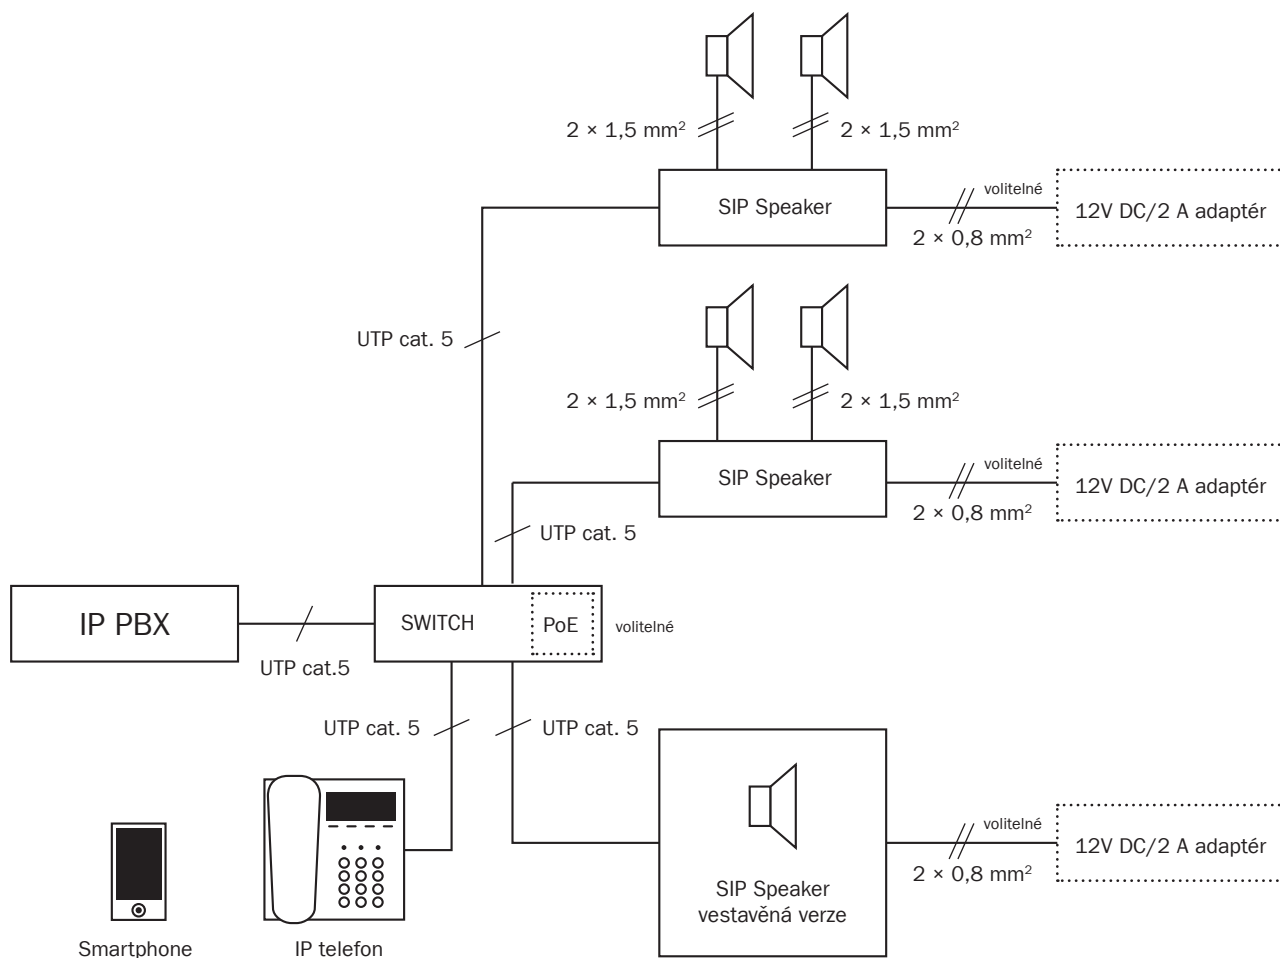 2 × 1,5 mm²
2 × 1,5 mm²
SIP Speaker
volitelné
12V DC/2 A adaptér
2 × 0,8 mm²
UTP cat. 5
2 × 1,5 mm²
2 × 1,5 mm²
SIP Speaker
volitelné
12V DC/2 A adaptér
2 × 0,8 mm²
UTP cat. 5
IP PBX
SWITCH
PoE
volitelné
UTP cat.5
UTP cat. 5
UTP cat. 5
volitelné
12V DC/2 A adaptér
2 × 0,8 mm²
SIP Speaker
vestavěná verze
Smartphone
IP telefon